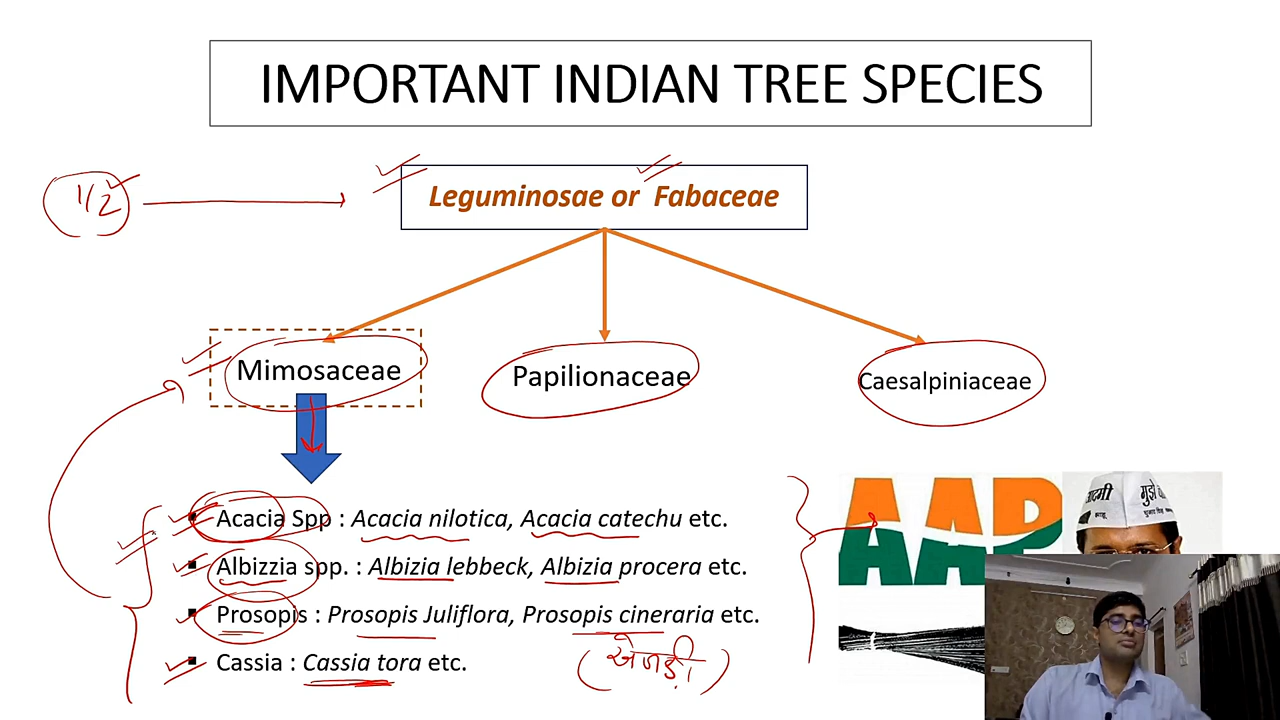 IMPORTANT INDIAN TREE SPECIES
1/2
Leguminosae or Fabaceae
Mimosaceae
Papilionaceae
Caesalpiniaceae
Acacia Spp : Acacia nilotica, Acacia catechu etc.
Albizzia spp. : Albizia lebbeck, Albizia procera etc.
Prosopis : Prosopis Juliflora, Prosopis cineraria etc.
Cassia : Cassia tora etc.
(खेजड़ी)
AAP
आदमी
मुझे